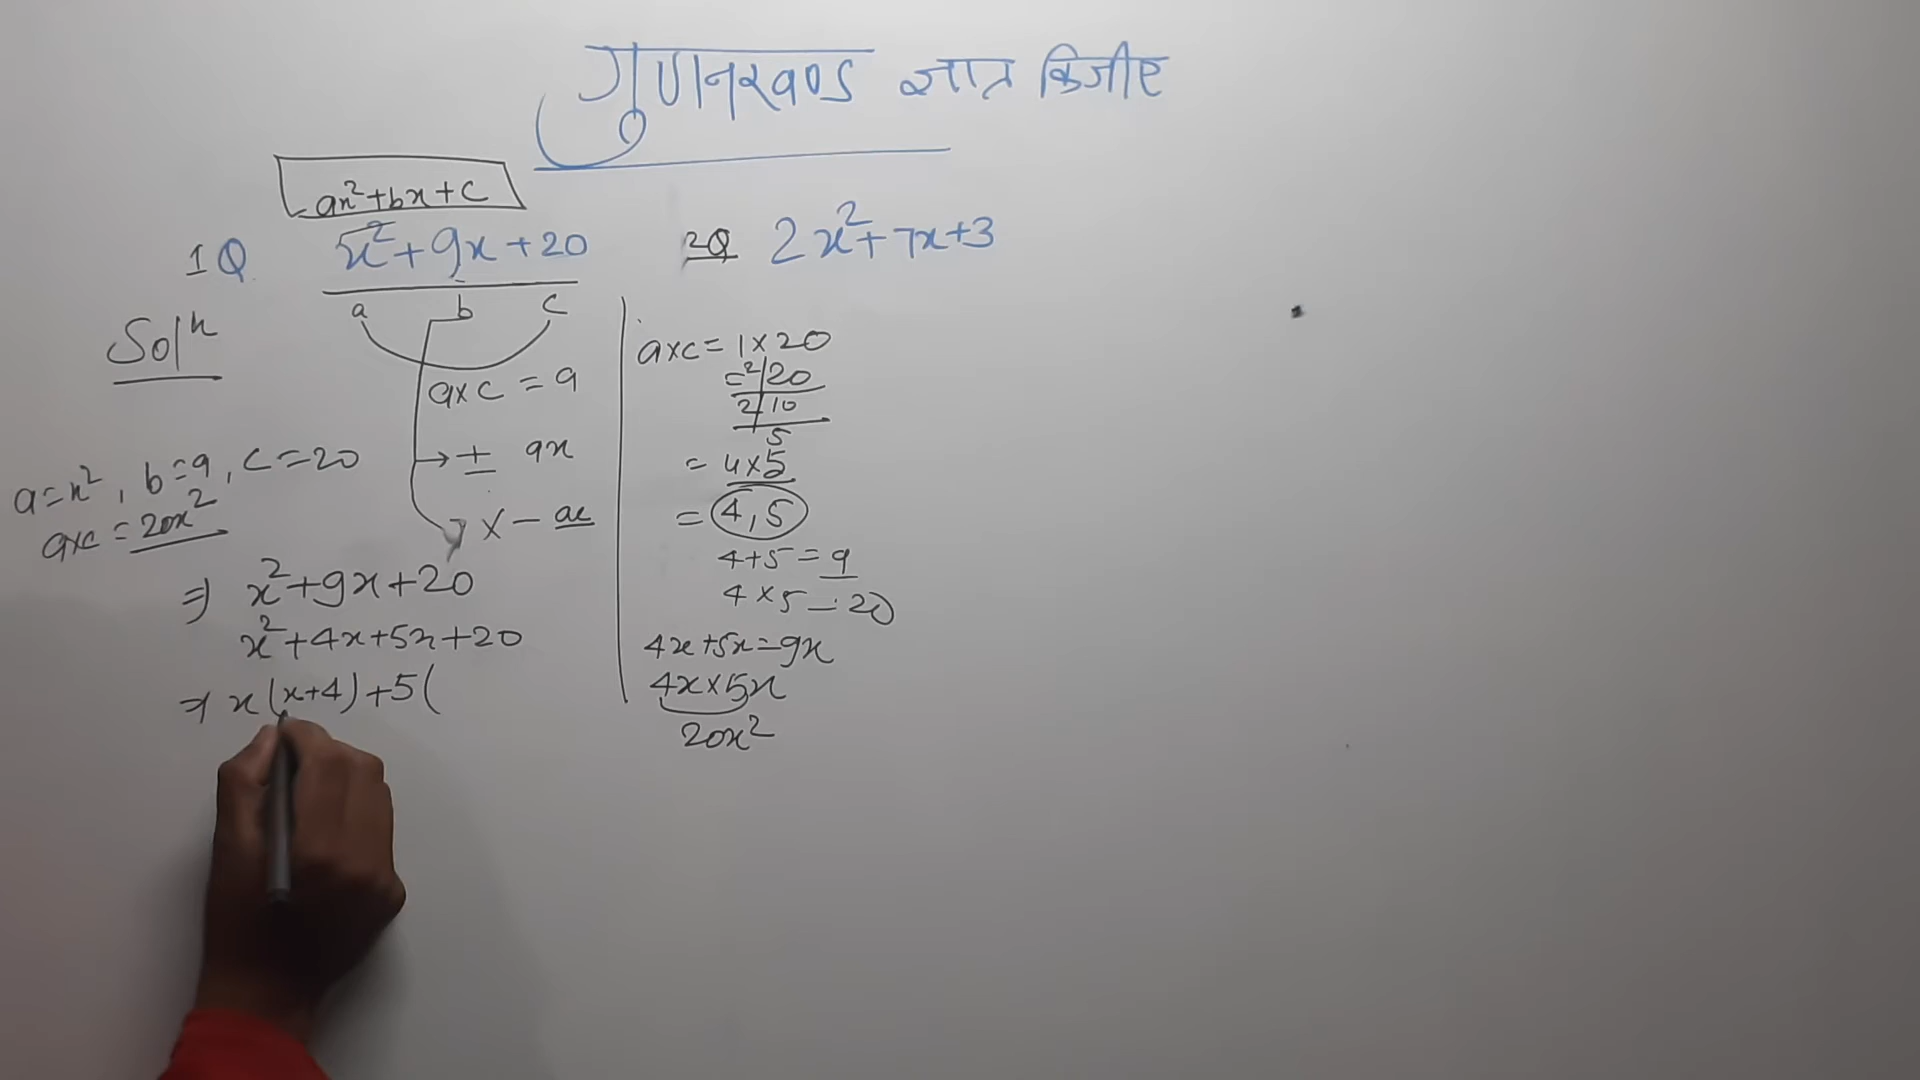 गुणनखण्ड ज्ञात किजीए
ax²+bx+c
1Q. x²+9x+20
2Q 2x²+7x+3
a b c
Solⁿ
a×c = 9
→ ± 9x
× - ac
a=x², b=9, c=20
a×c = 20x²
⇒ x²+9x+20
x²+4x+5x+20
⇒ x(x+4)+5(
a×c = 1×20
= 2|20
2|10
5
= 4×5
= 4,5
4+5=9
4×5=20
4x+5x=9x
4x×5x
20x²